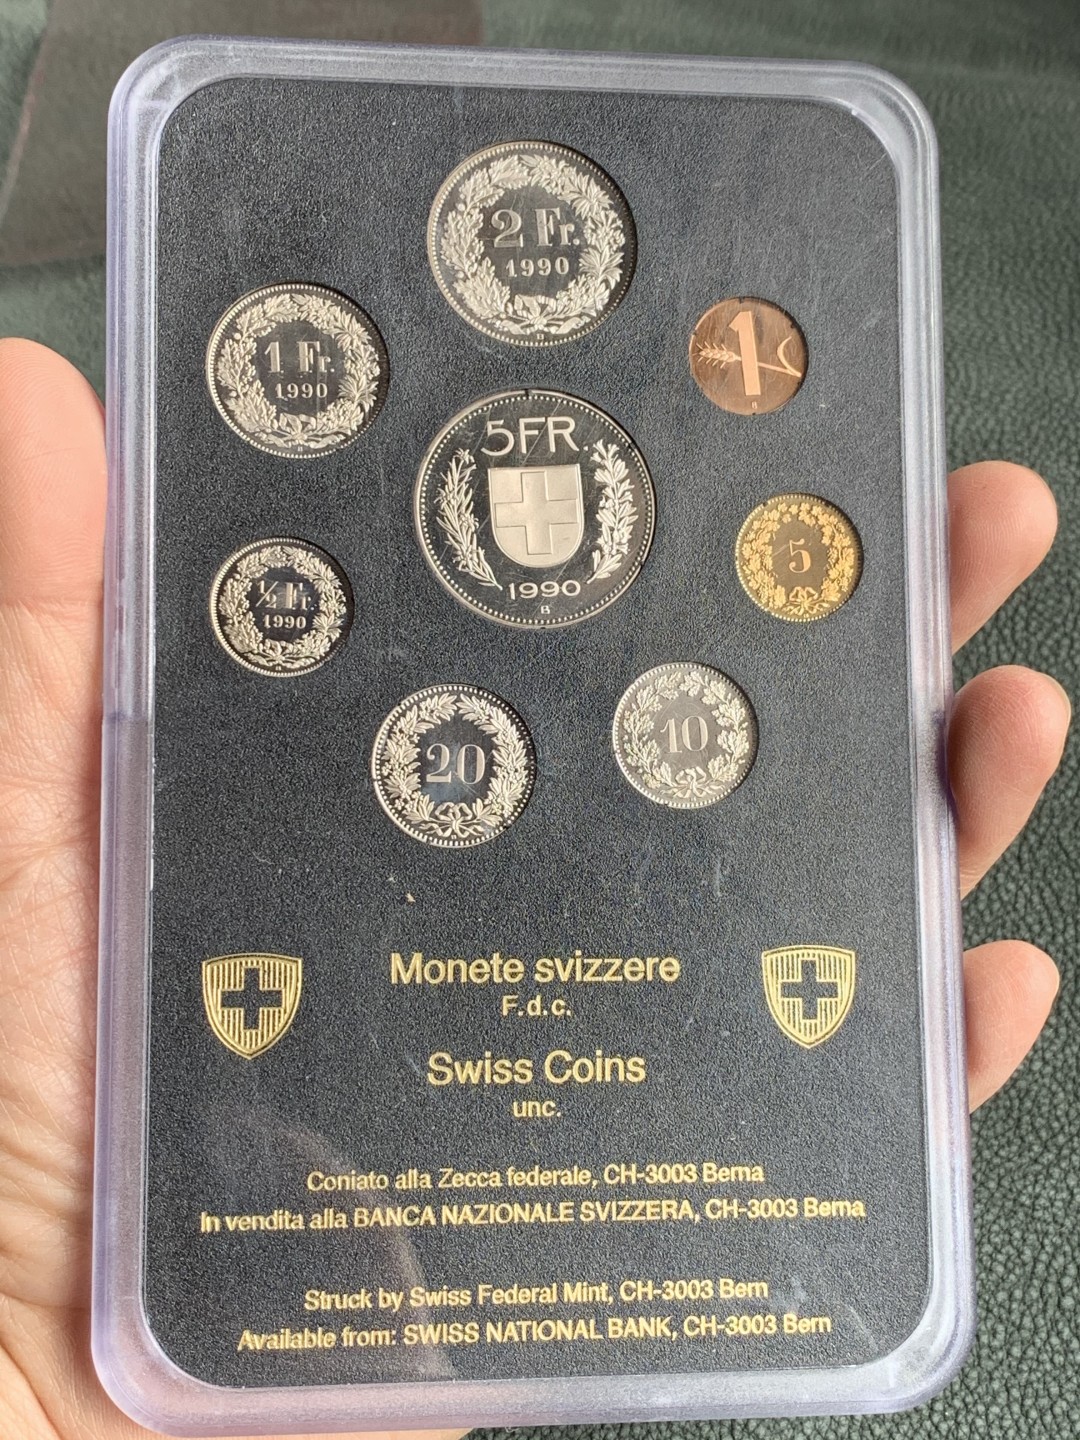 2 Fr.
1990
B
1 Fr.
1990
B
1
B
5FR.
1990
B
5
½ Fr.
1990
20
10
Monete svizzere
F.d.c.
Swiss Coins
unc.
Coniato alla Zecca federale, CH-3003 Berna
In vendita alla BANCA NAZIONALE SVIZZERA, CH-3003 Berna
Struck by Swiss Federal Mint, CH-3003 Bern
Available from: SWISS NATIONAL BANK, CH-3003 Bern